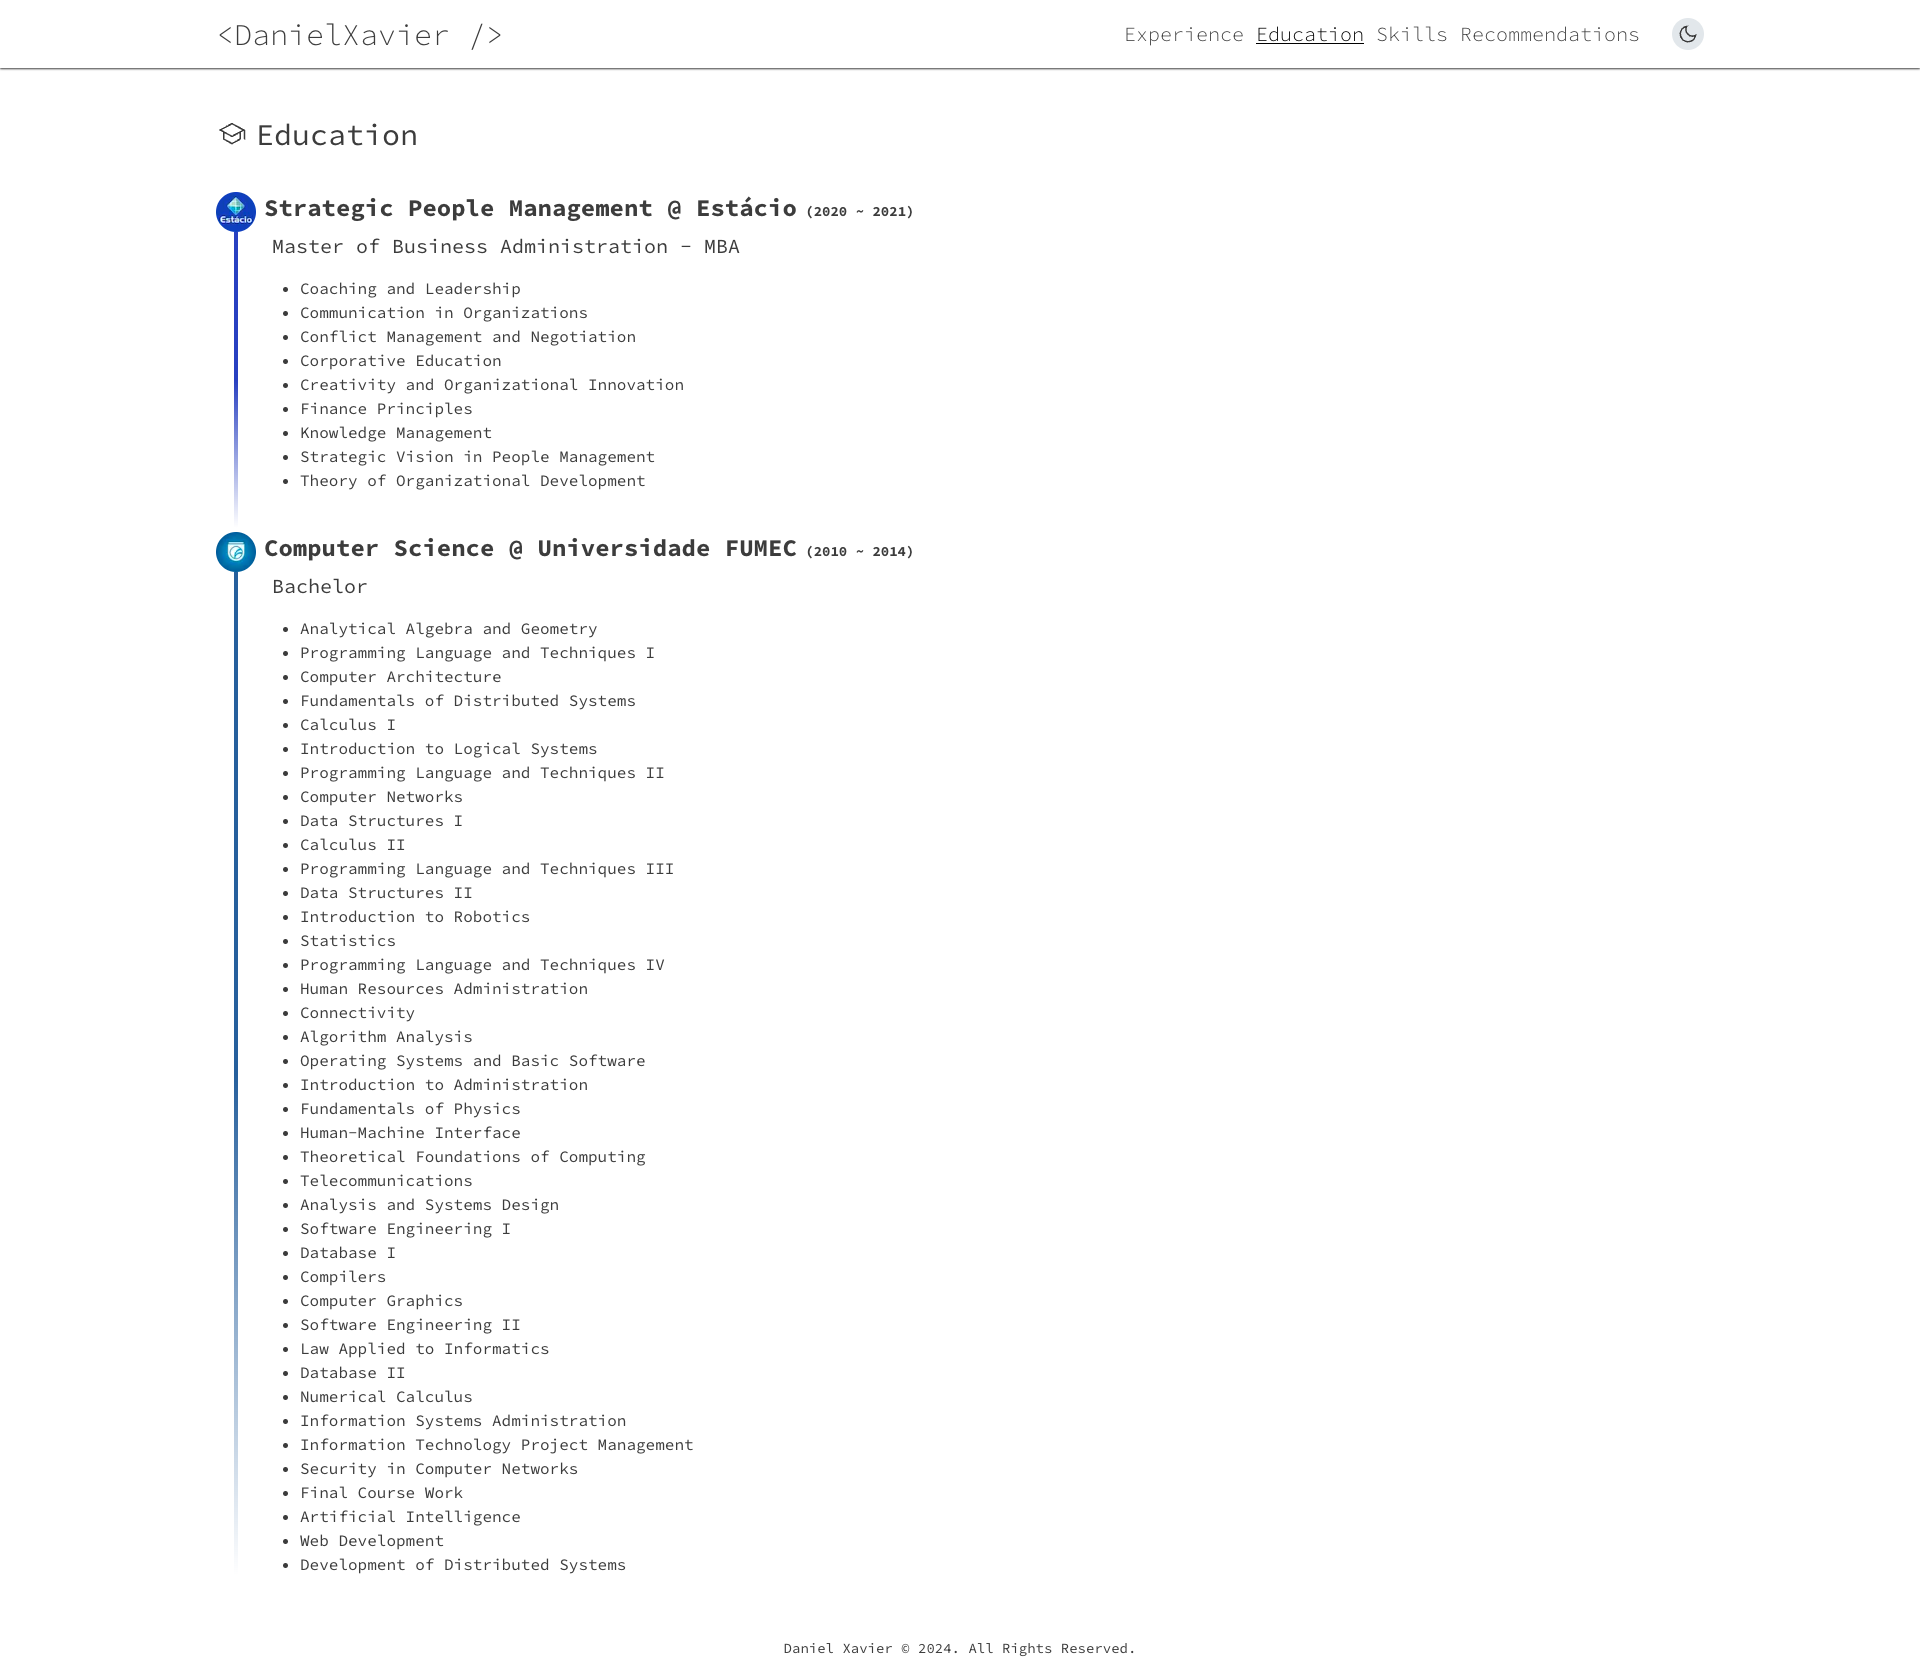 <DanielXavier />
Experience Education Skills Recommendations
Education
Estácio
Strategic People Management @ Estácio (2020 ~ 2021)
Master of Business Administration - MBA
• Coaching and Leadership
• Communication in Organizations
• Conflict Management and Negotiation
• Corporative Education
• Creativity and Organizational Innovation
• Finance Principles
• Knowledge Management
• Strategic Vision in People Management
• Theory of Organizational Development
Computer Science @ Universidade FUMEC (2010 ~ 2014)
Bachelor
• Analytical Algebra and Geometry
• Programming Language and Techniques I
• Computer Architecture
• Fundamentals of Distributed Systems
• Calculus I
• Introduction to Logical Systems
• Programming Language and Techniques II
• Computer Networks
• Data Structures I
• Calculus II
• Programming Language and Techniques III
• Data Structures II
• Introduction to Robotics
• Statistics
• Programming Language and Techniques IV
• Human Resources Administration
• Connectivity
• Algorithm Analysis
• Operating Systems and Basic Software
• Introduction to Administration
• Fundamentals of Physics
• Human-Machine Interface
• Theoretical Foundations of Computing
• Telecommunications
• Analysis and Systems Design
• Software Engineering I
• Database I
• Compilers
• Computer Graphics
• Software Engineering II
• Law Applied to Informatics
• Database II
• Numerical Calculus
• Information Systems Administration
• Information Technology Project Management
• Security in Computer Networks
• Final Course Work
• Artificial Intelligence
• Web Development
• Development of Distributed Systems
Daniel Xavier © 2024. All Rights Reserved.